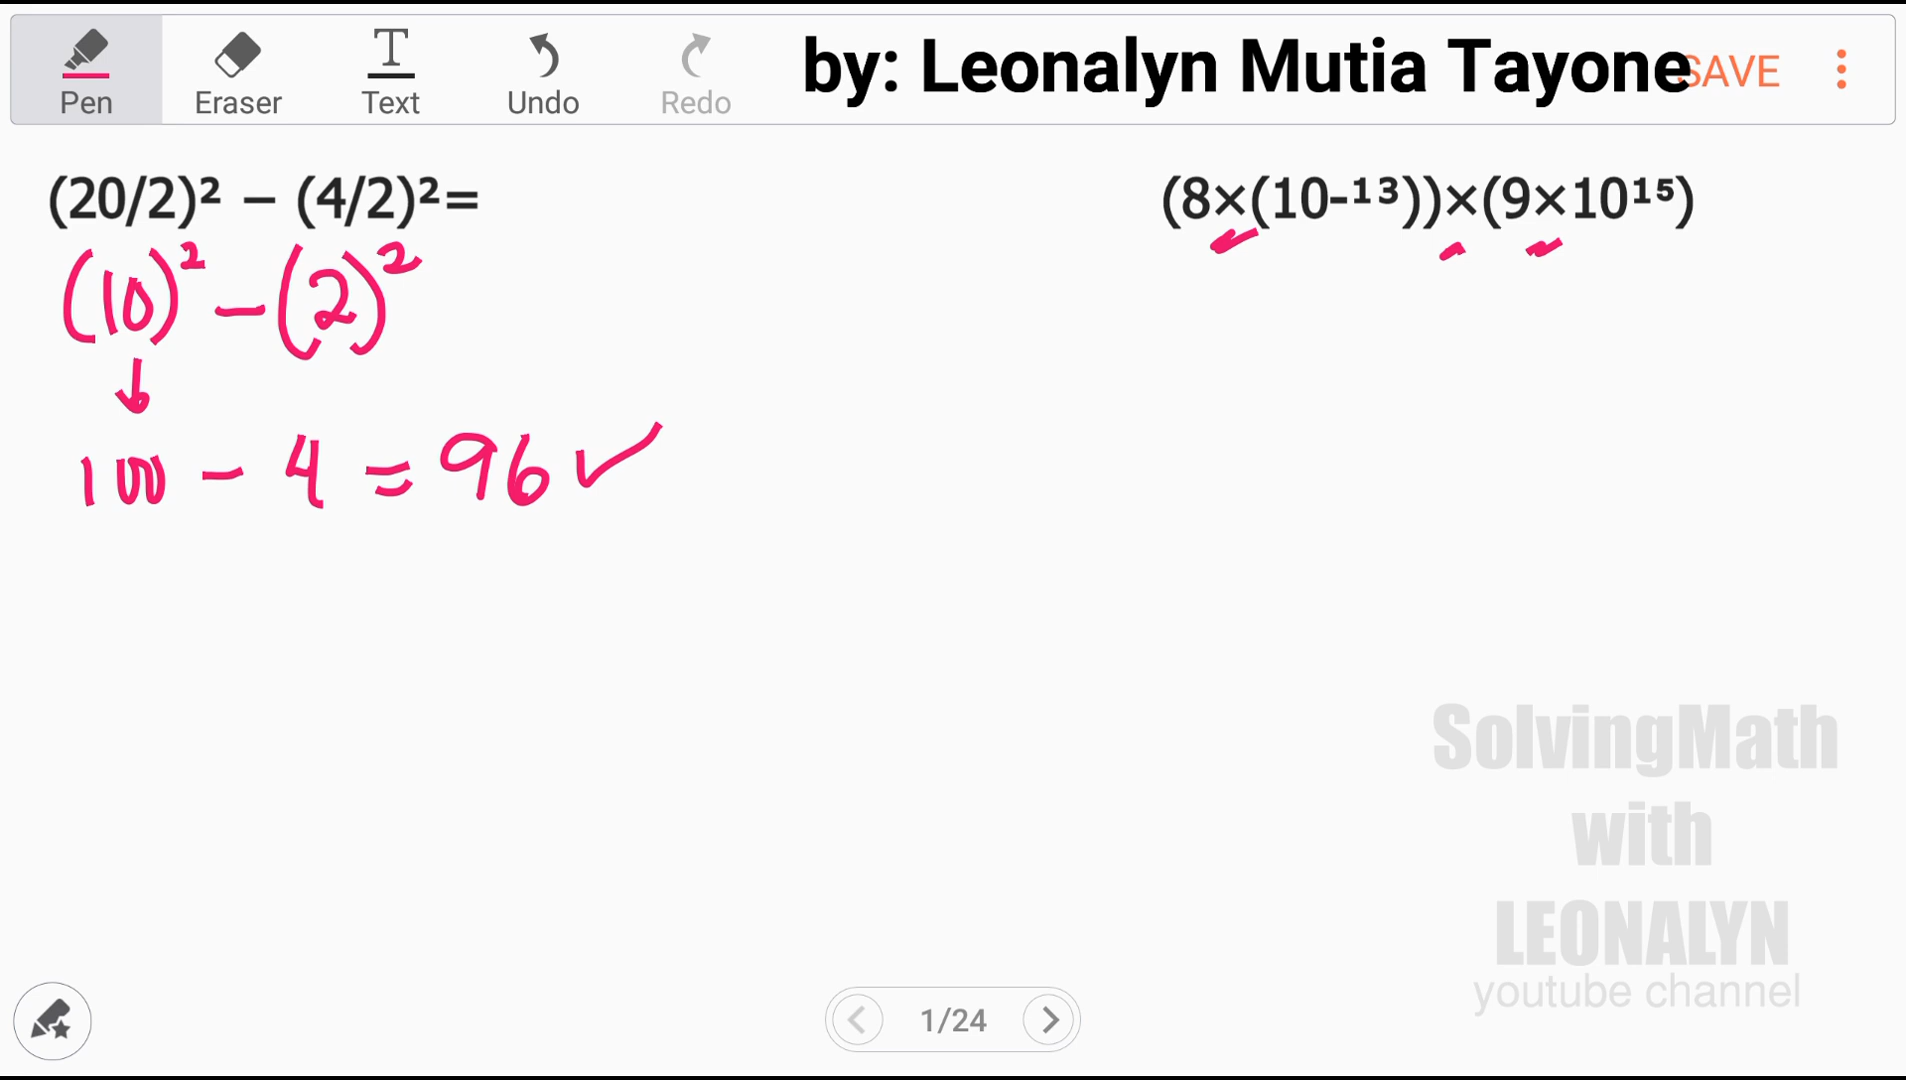 Pen
Eraser
Text
Undo
Redo
by: Leonalyn Mutia Tayone
SAVE
(20/2)² – (4/2)²=
(10)² – (2)²
100 – 4 = 96 ✓
(8×(10-¹³))×(9×10¹⁵)
SolvingMath
with
LEONALYN
youtube channel
1/24